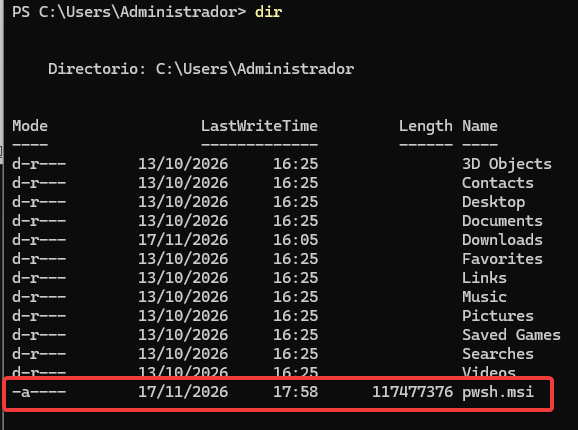 PS C:\Users\Administrador> dir
Directorio: C:\Users\Administrador
Mode LastWriteTime Length Name
---- ------------- ------ ----
d-r--- 13/10/2026 16:25 3D Objects
d-r--- 13/10/2026 16:25 Contacts
d-r--- 13/10/2026 16:25 Desktop
d-r--- 13/10/2026 16:25 Documents
d-r--- 17/11/2026 16:05 Downloads
d-r--- 13/10/2026 16:25 Favorites
d-r--- 13/10/2026 16:25 Links
d-r--- 13/10/2026 16:25 Music
d-r--- 13/10/2026 16:25 Pictures
d-r--- 13/10/2026 16:25 Saved Games
d-r--- 13/10/2026 16:25 Searches
d-r--- 13/10/2026 16:25 Videos
-a---- 17/11/2026 17:58 117477376 pwsh.msi